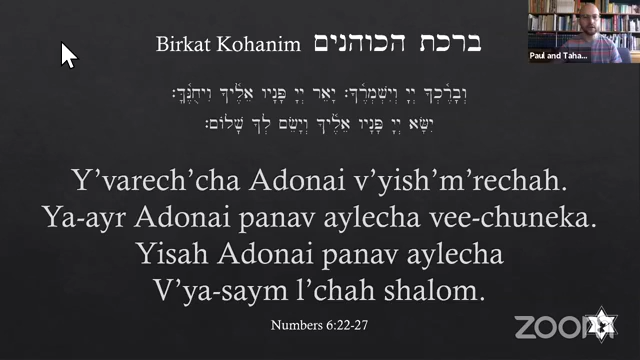 Birkat Kohanim ברכת הכוהנים
יְבָרֶכְךָ יְיָ וְיִשְׁמְרֶךָ: יָאֵר יְיָ פָּנָיו אֵלֶיךָ וִיחֻנֶּךָּ:
יִשָּׂא יְיָ פָּנָיו אֵלֶיךָ וְיָשֵׂם לְךָ שָׁלוֹם:
Y’varech’cha Adonai v’yish’m’rechah.
Ya-ayr Adonai panav aylecha vee-chuneka.
Yisah Adonai panav aylecha
V’ya-saym l’chah shalom.
Numbers 6:22-27
Paul and Taha...
zoom